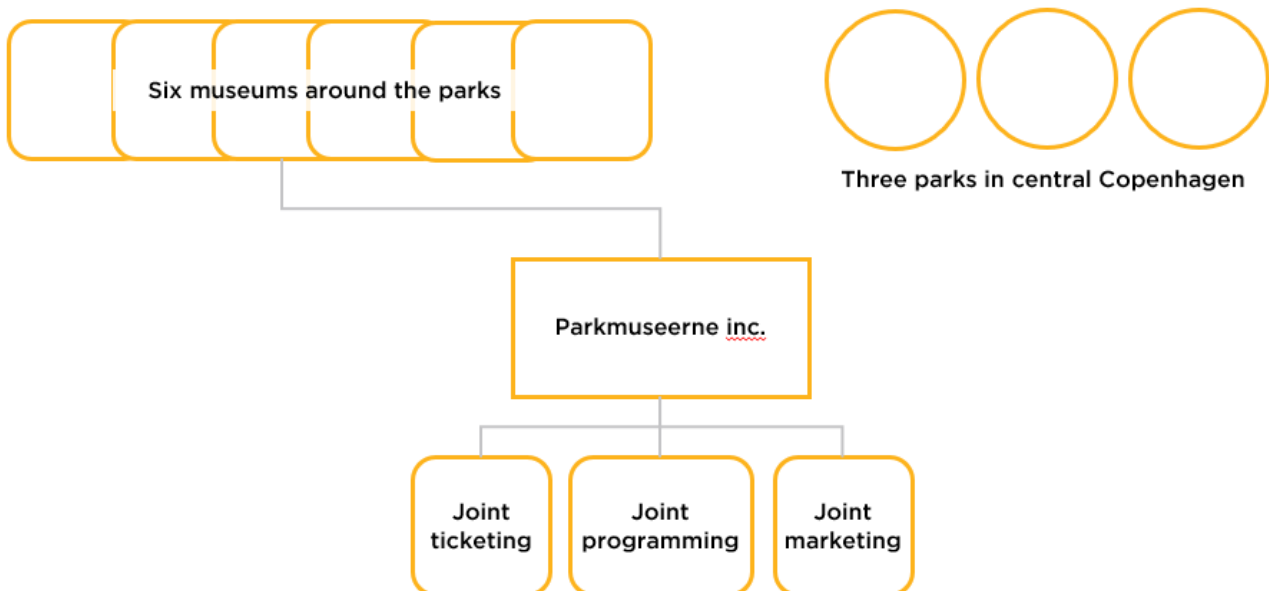 Six museums around the parks
Three parks in central Copenhagen
Parkmuseerne inc.
Joint
ticketing
Joint
programming
Joint
marketing